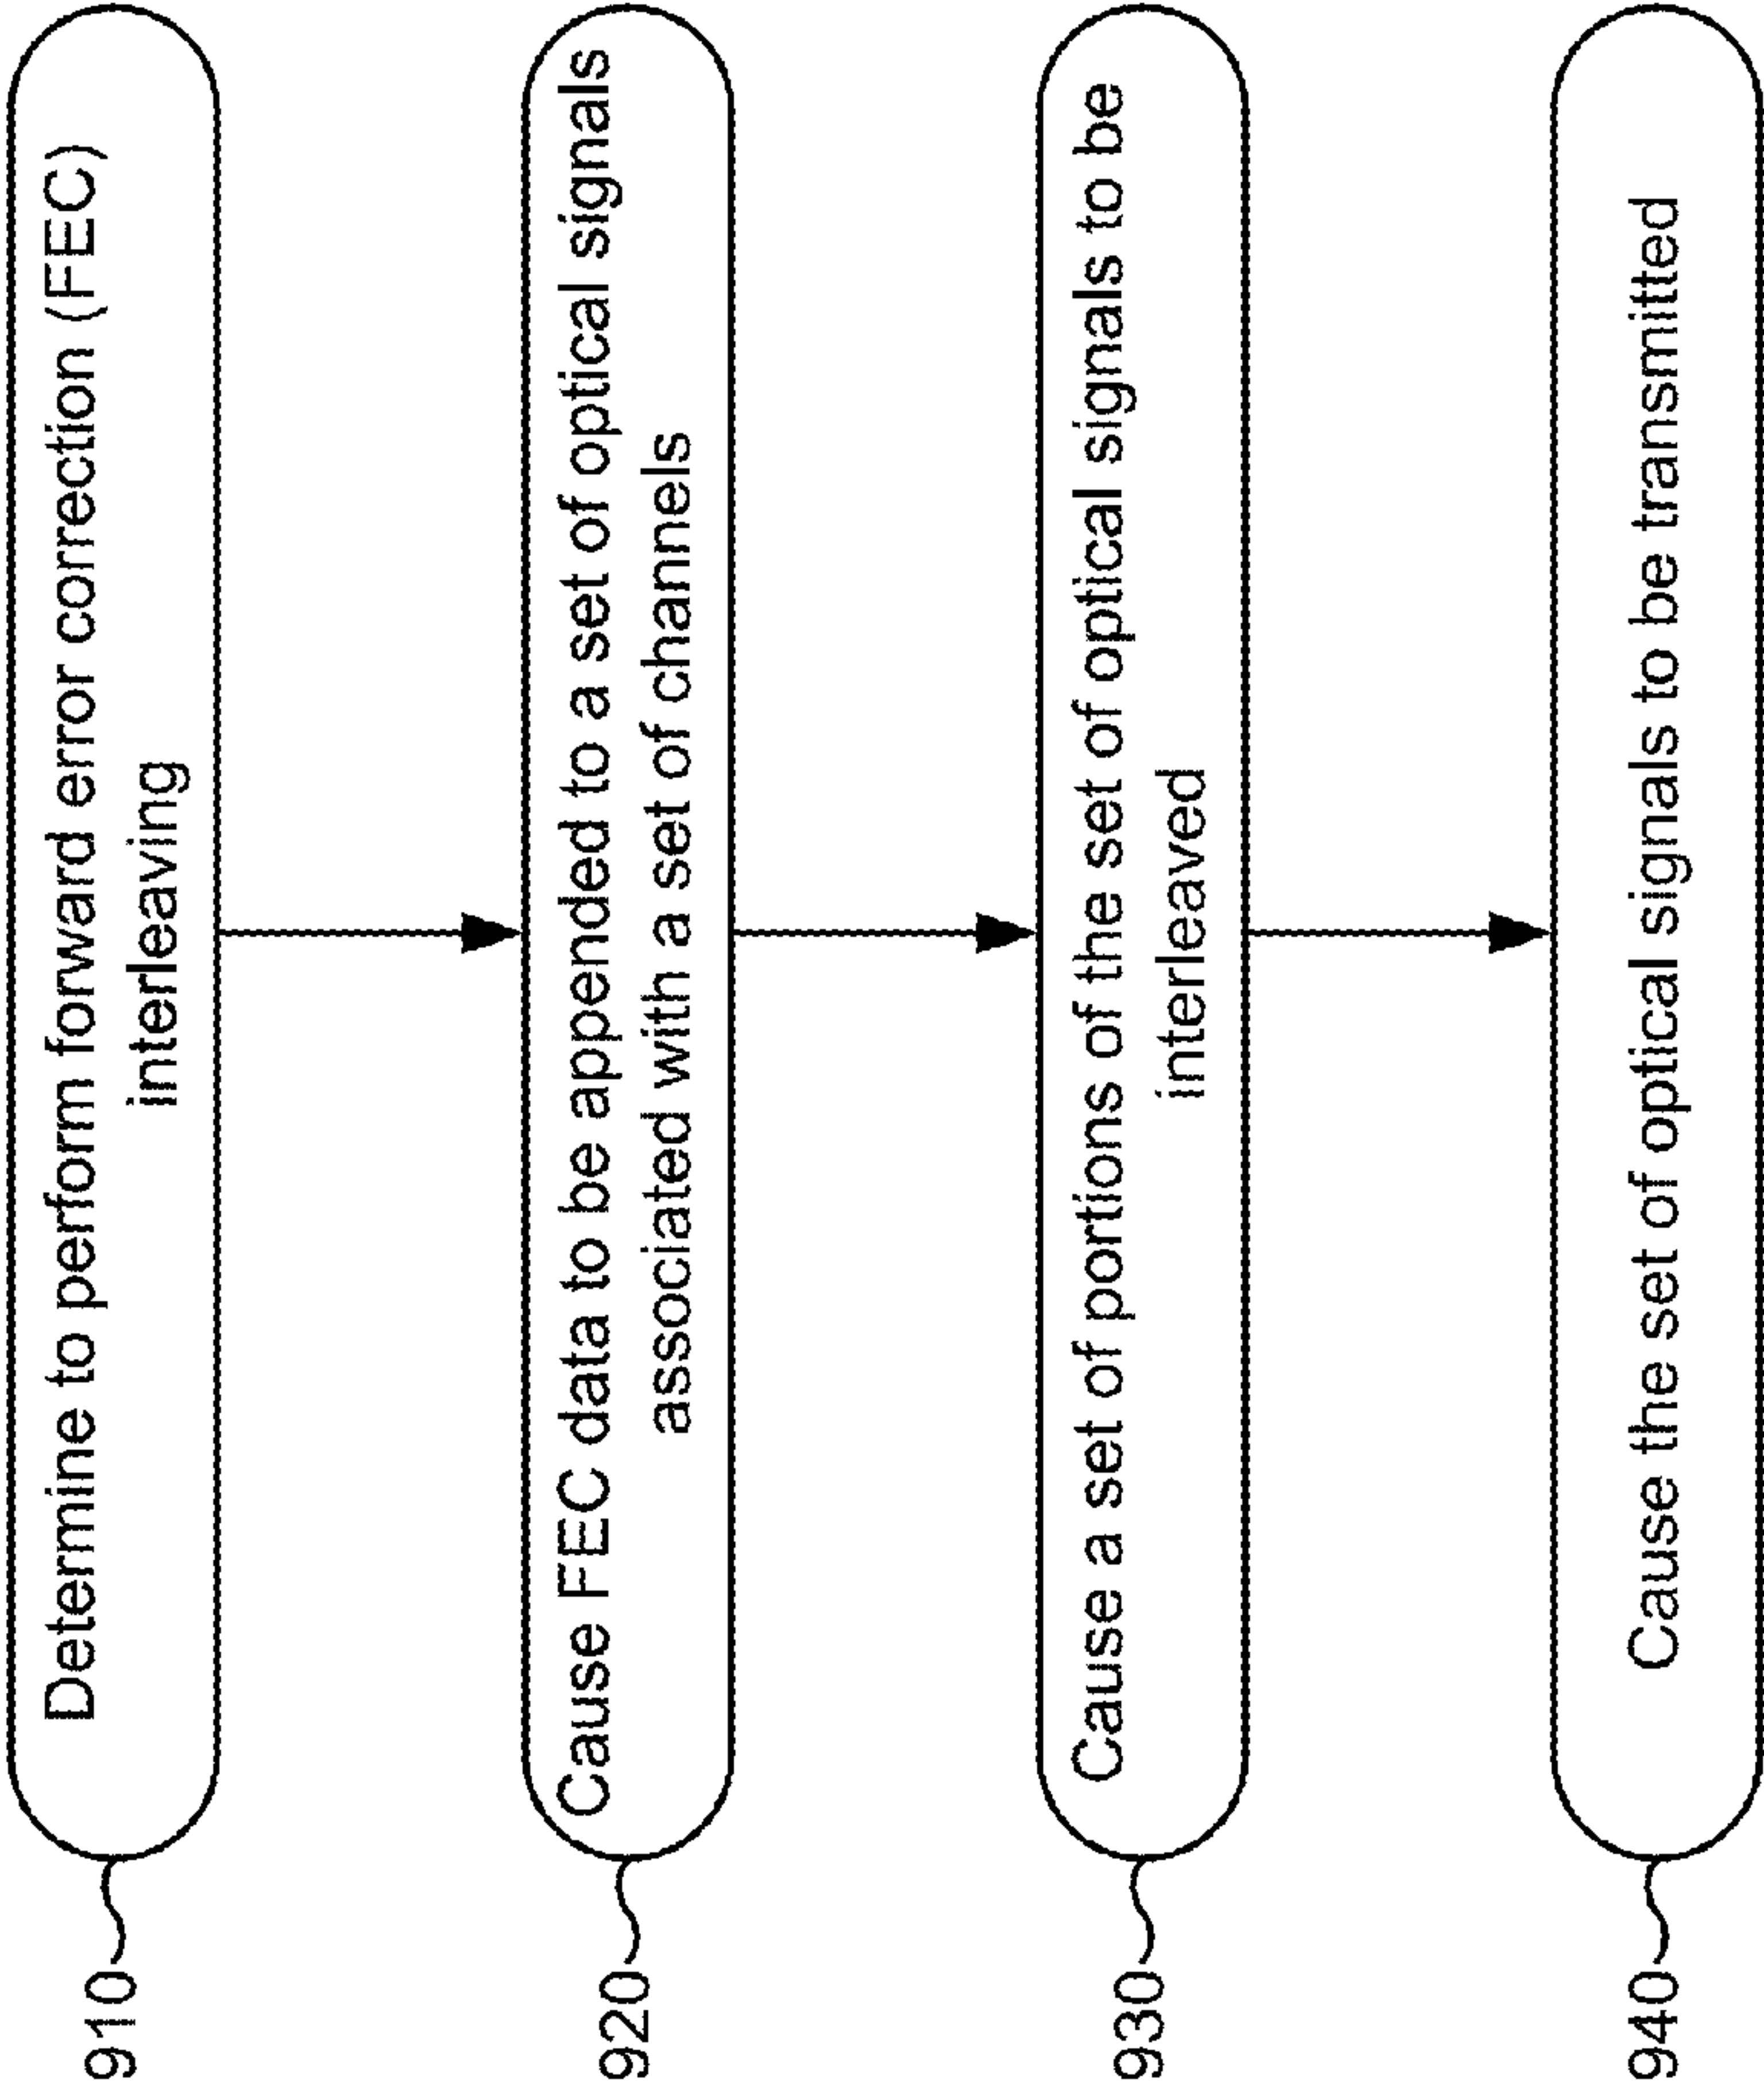 910
Determine to perform forward error correction (FEC)
interleaving
920
Cause FEC data to be appended to a set of optical signals
associated with a set of channels
930
Cause a set of portions of the set of optical signals to be
interleaved
940
Cause the set of optical signals to be transmitted